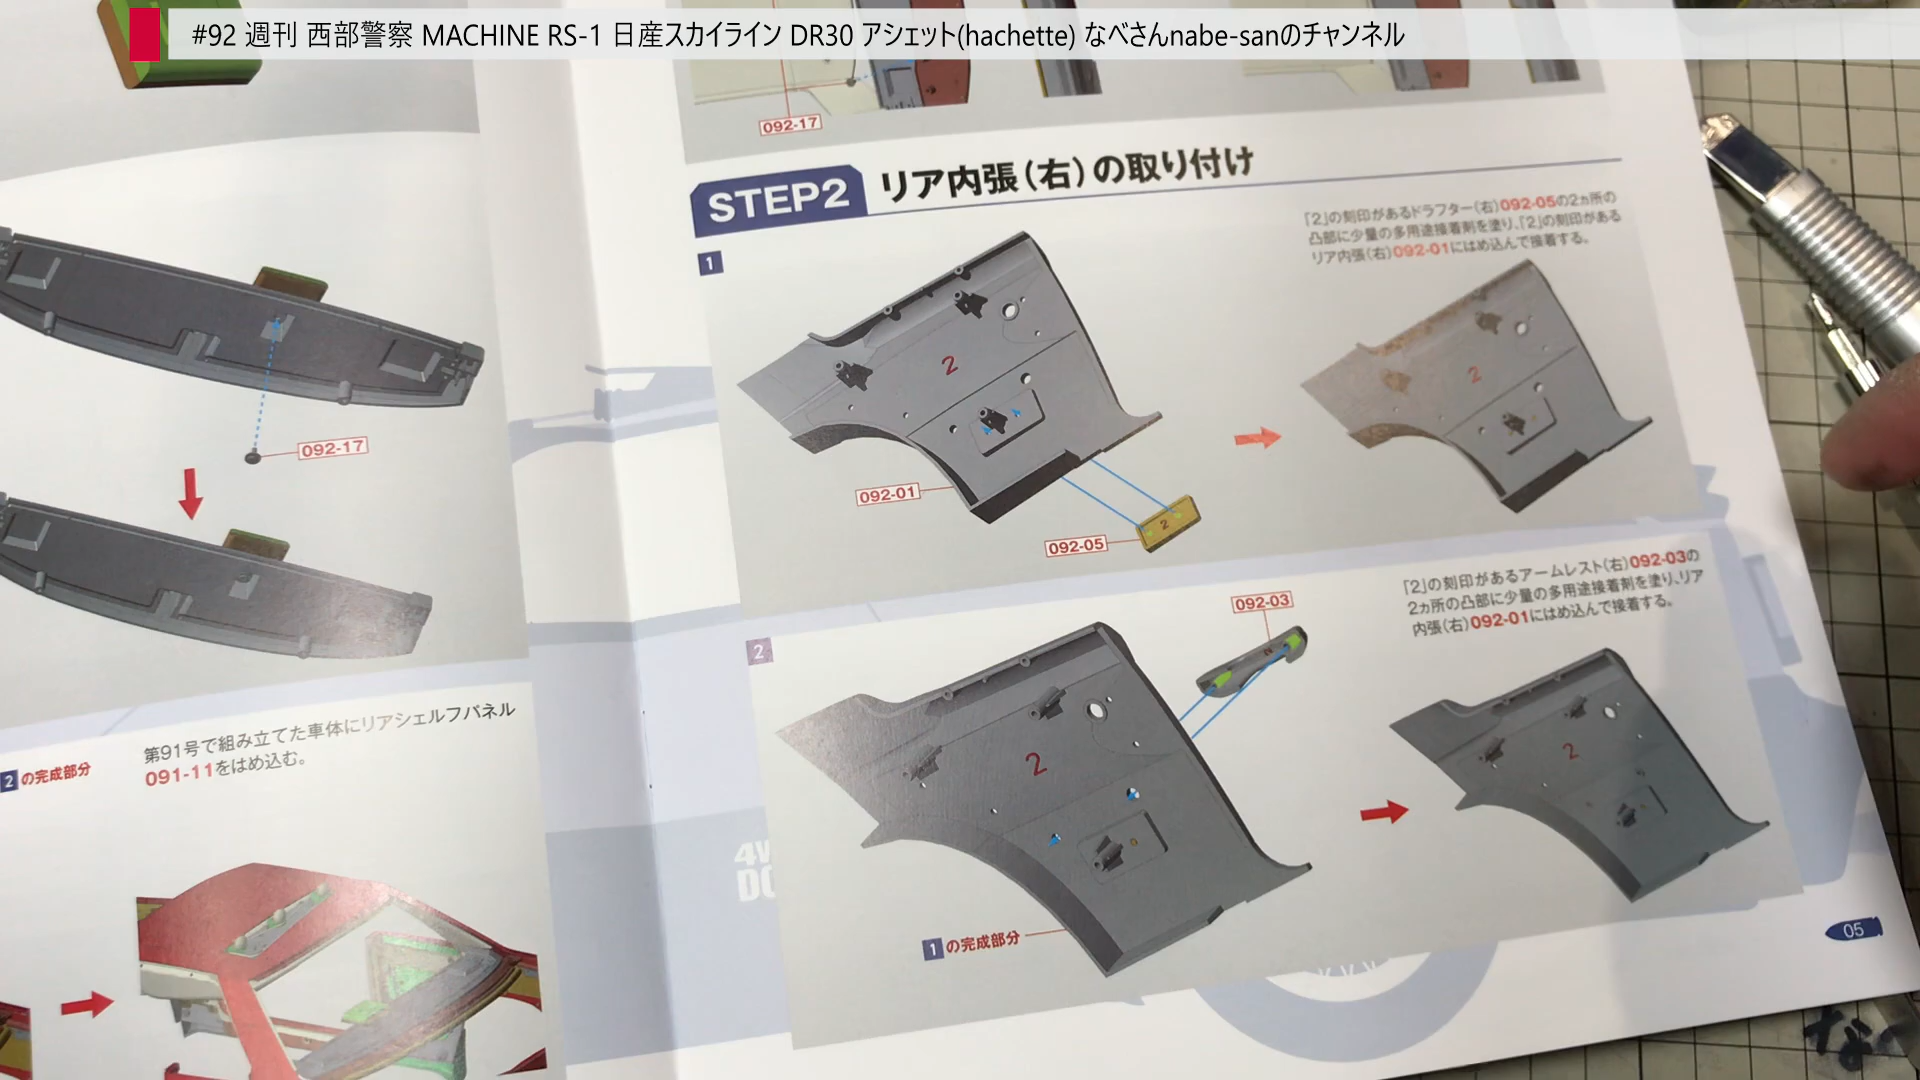 #92 週刊 西部警察 MACHINE RS-1 日産スカイライン DR30 アシェット(hachette) なべさんnabe-sanのチャンネル
092-17
092-17
2の完成部分
第91号で組み立てた車体にリアシェルフパネル
091-11をはめ込む。
STEP2 リア内張(右)の取り付け
1
「2」の刻印があるドラフター(右)092-05の2ヵ所の
凸部に少量の多用途接着剤を塗り、「2」の刻印がある
リア内張(右)092-01にはめ込んで接着する。
2
2
092-01
2
092-05
2
「2」の刻印があるアームレスト(右)092-03の
2ヵ所の凸部に少量の多用途接着剤を塗り、リア
内張(右)092-01にはめ込んで接着する。
092-03
2
2
2
1の完成部分
05